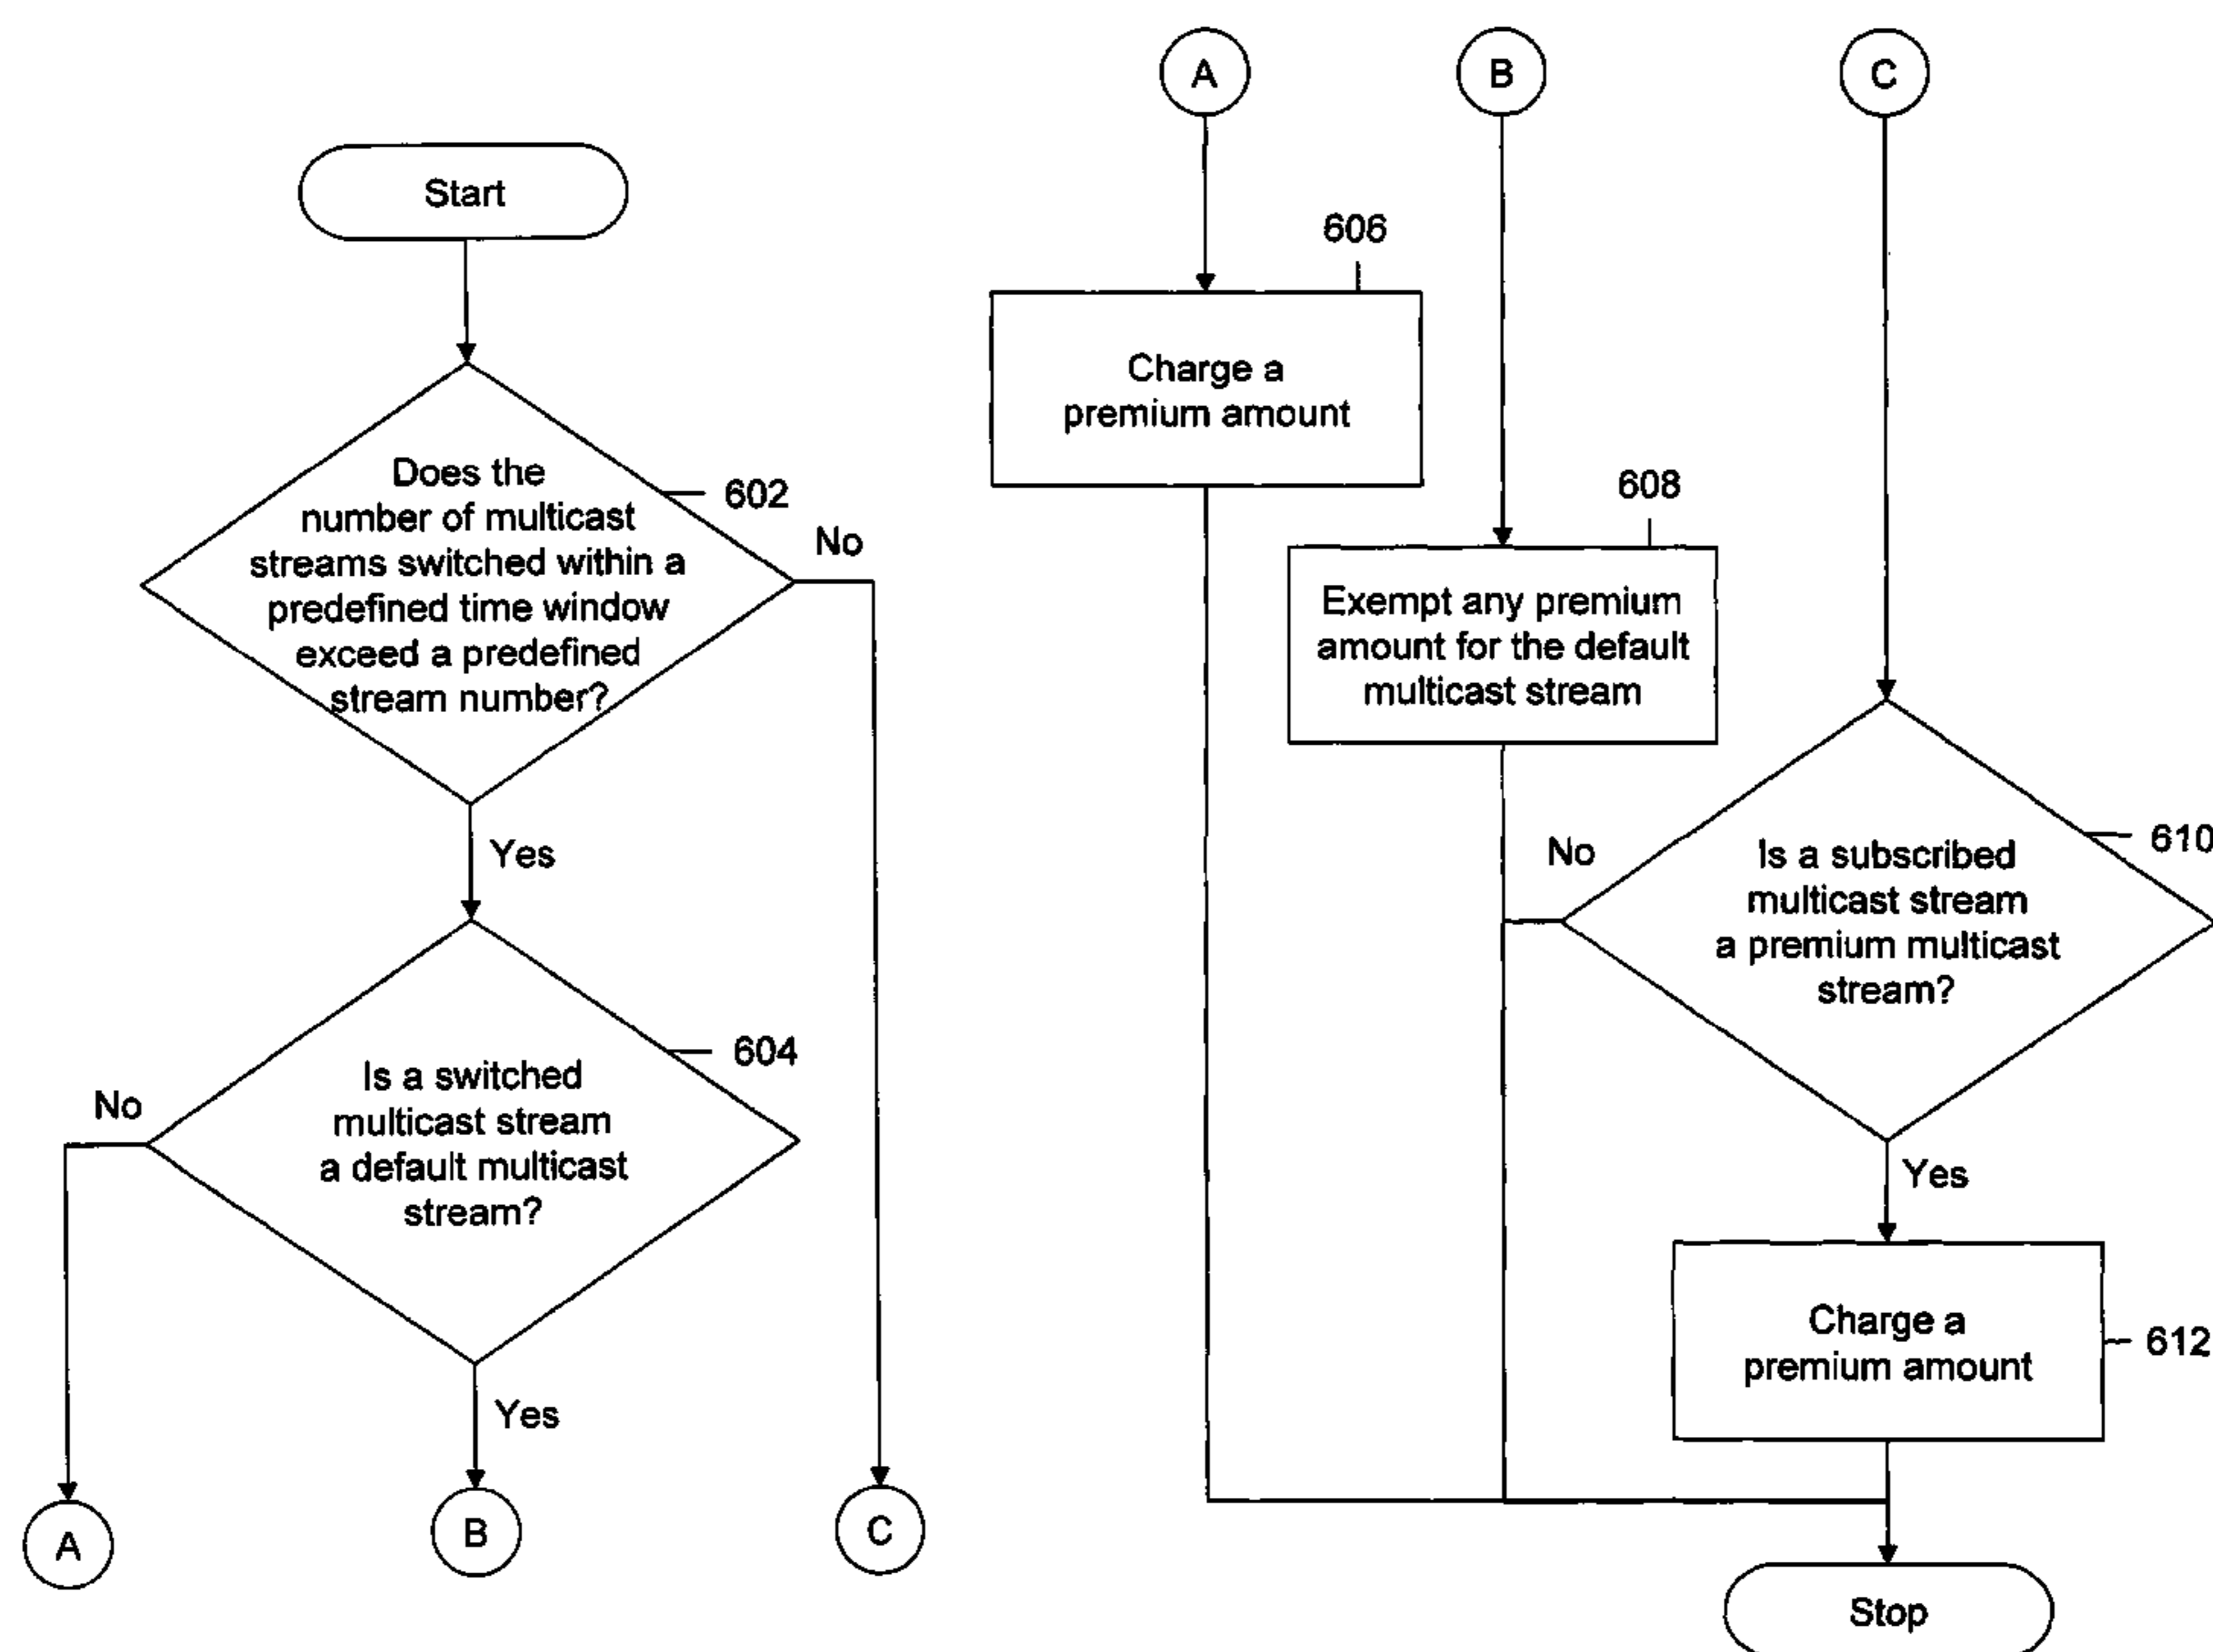 Start
Does the
number of multicast
streams switched within a
predefined time window
exceed a predefined
stream number?
602
No
Yes
Is a switched
multicast stream
a default multicast
stream?
604
No
Yes
A
B
C
A
B
C
606
Charge a
premium amount
608
Exempt any premium
amount for the default
multicast stream
610
Is a subscribed
multicast stream
a premium multicast
stream?
No
Yes
Charge a
premium amount
612
Stop